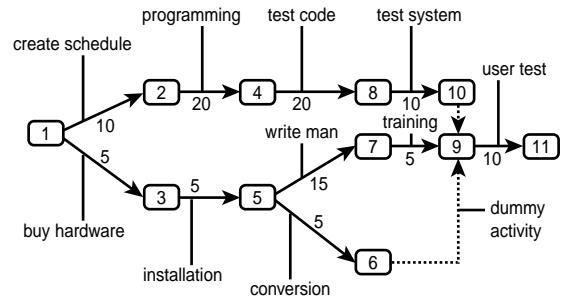 programming
test code
test system
create schedule
user test
2
4
8
10
20
20
10
10
write man
training
1
7
9
11
15
5
10
5
3
5
5
5
6
dummy
activity
buy hardware
installation
conversion